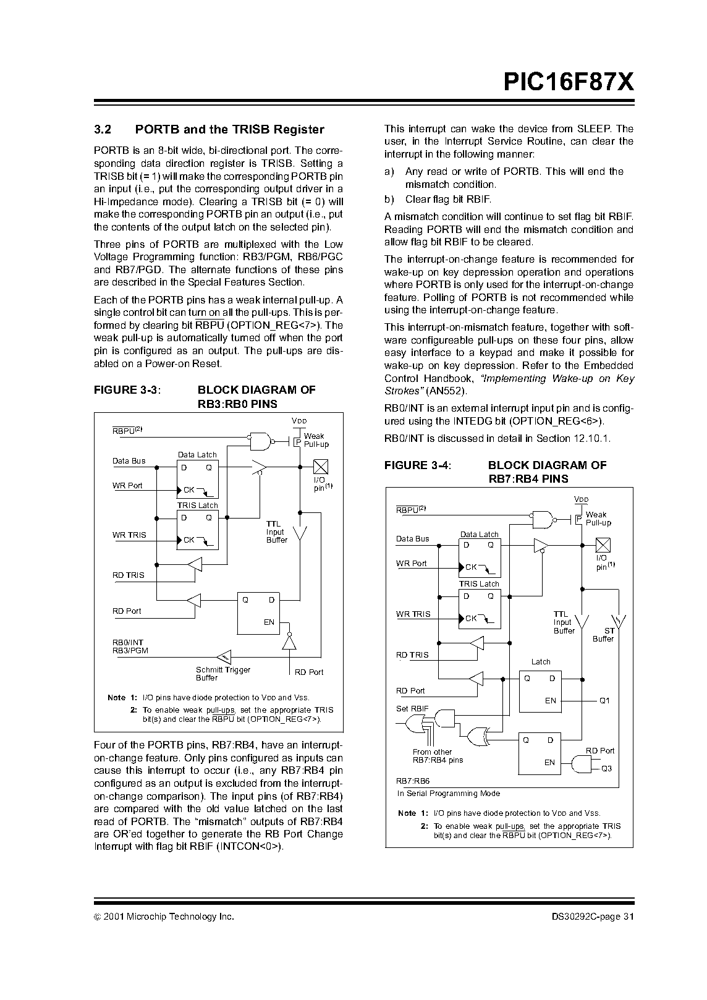 PIC16F87X
3.2 PORTB and the TRISB Register
PORTB is an 8-bit wide, bi-directional port. The corre-
sponding data direction register is TRISB. Setting a
TRISB bit (= 1) will make the corresponding PORTB pin
an input (i.e., put the corresponding output driver in a
Hi-Impedance mode). Clearing a TRISB bit (= 0) will
make the corresponding PORTB pin an output (i.e., put
the contents of the output latch on the selected pin).
Three pins of PORTB are multiplexed with the Low
Voltage Programming function: RB3/PGM, RB6/PGC
and RB7/PGD. The alternate functions of these pins
are described in the Special Features Section.
Each of the PORTB pins has a weak internal pull-up. A
single control bit can turn on all the pull-ups. This is per-
formed by clearing bit RBPU (OPTION_REG<7>). The
weak pull-up is automatically turned off when the port
pin is configured as an output. The pull-ups are dis-
abled on a Power-on Reset.
FIGURE 3-3: BLOCK DIAGRAM OF
RB3:RB0 PINS
VDD
RBPU(2)
Weak
P Pull-up
Data Latch
Data Bus
D Q
I/O
pin(1)
WR Port
CK
TRIS Latch
D Q
TTL
Input
Buffer
WR TRIS
CK
RD TRIS
Q D
RD Port
EN
RB0/INT
RB3/PGM
Schmitt Trigger
Buffer
RD Port
Note 1: I/O pins have diode protection to VDD and VSS.
2: To enable weak pull-ups, set the appropriate TRIS
bit(s) and clear the RBPU bit (OPTION_REG<7>).
Four of the PORTB pins, RB7:RB4, have an interrupt-
on-change feature. Only pins configured as inputs can
cause this interrupt to occur (i.e., any RB7:RB4 pin
configured as an output is excluded from the interrupt-
on-change comparison). The input pins (of RB7:RB4)
are compared with the old value latched on the last
read of PORTB. The “mismatch” outputs of RB7:RB4
are OR’ed together to generate the RB Port Change
Interrupt with flag bit RBIF (INTCON<0>).
This interrupt can wake the device from SLEEP. The
user, in the Interrupt Service Routine, can clear the
interrupt in the following manner:
a) Any read or write of PORTB. This will end the
mismatch condition.
b) Clear flag bit RBIF.
A mismatch condition will continue to set flag bit RBIF.
Reading PORTB will end the mismatch condition and
allow flag bit RBIF to be cleared.
The interrupt-on-change feature is recommended for
wake-up on key depression operation and operations
where PORTB is only used for the interrupt-on-change
feature. Polling of PORTB is not recommended while
using the interrupt-on-change feature.
This interrupt-on-mismatch feature, together with soft-
ware configureable pull-ups on these four pins, allow
easy interface to a keypad and make it possible for
wake-up on key depression. Refer to the Embedded
Control Handbook, “Implementing Wake-up on Key
Strokes” (AN552).
RB0/INT is an external interrupt input pin and is config-
ured using the INTEDG bit (OPTION_REG<6>).
RB0/INT is discussed in detail in Section 12.10.1.
FIGURE 3-4: BLOCK DIAGRAM OF
RB7:RB4 PINS
VDD
RBPU(2)
Weak
P Pull-up
Data Latch
Data Bus
D Q
I/O
pin(1)
WR Port
CK
TRIS Latch
D Q
WR TRIS
CK
TTL
Input
Buffer
ST
Buffer
RD TRIS
Latch
Q D
RD Port
EN Q1
Set RBIF
Q D
From other
RB7:RB4 pins
RD Port
EN
Q3
RB7:RB6
In Serial Programming Mode
Note 1: I/O pins have diode protection to VDD and VSS.
2: To enable weak pull-ups, set the appropriate TRIS
bit(s) and clear the RBPU bit (OPTION_REG<7>).
© 2001 Microchip Technology Inc.
DS30292C-page 31